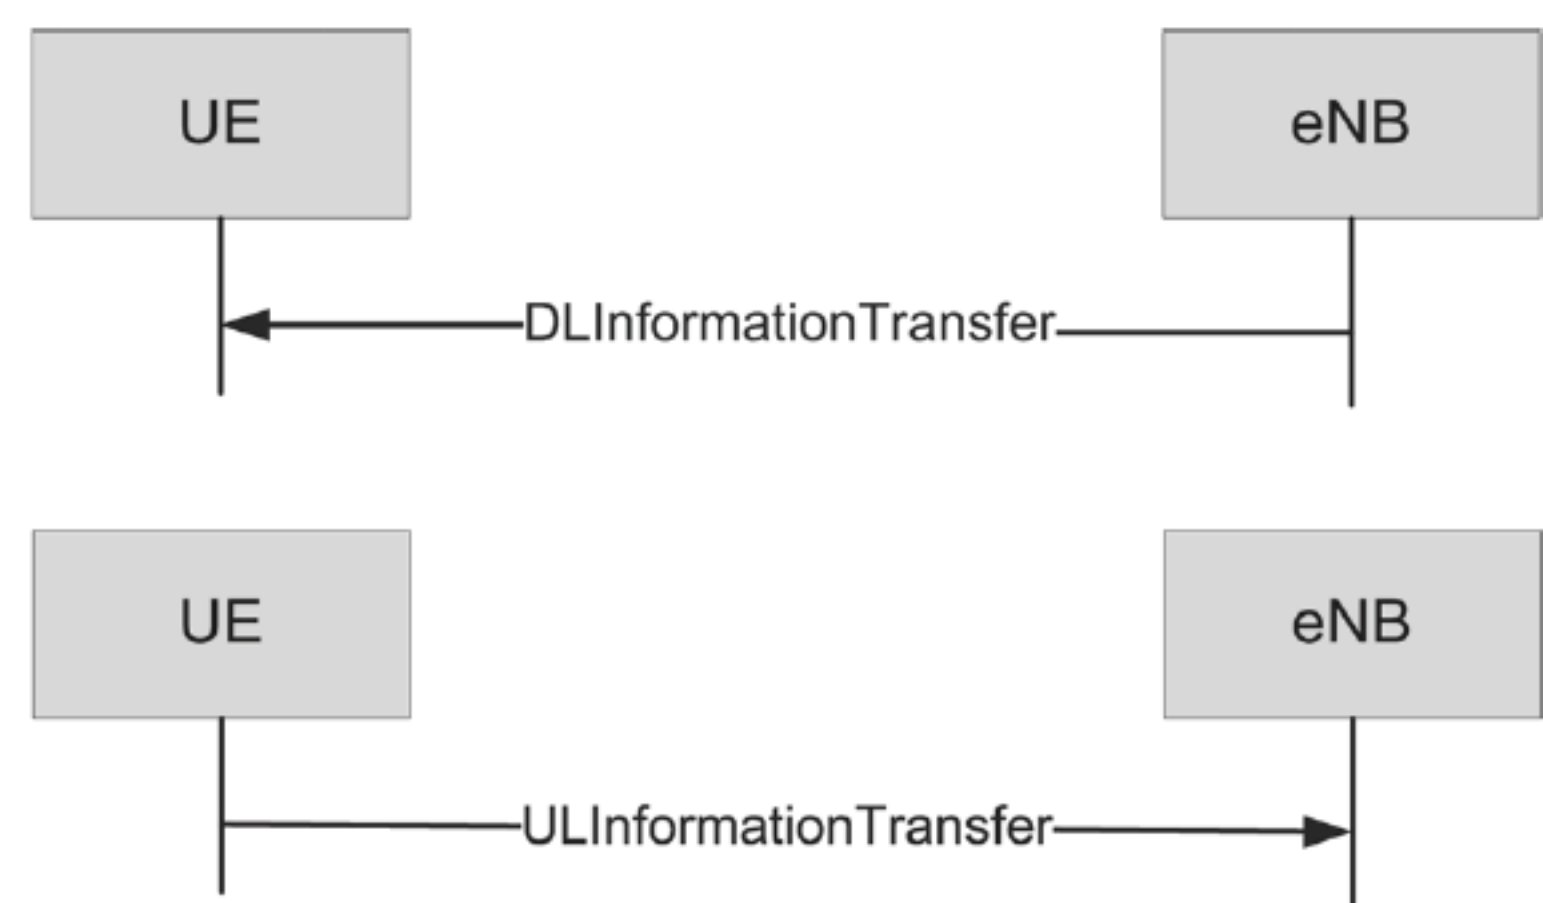 UE
eNB
DLInformationTransfer
UE
eNB
ULInformationTransfer